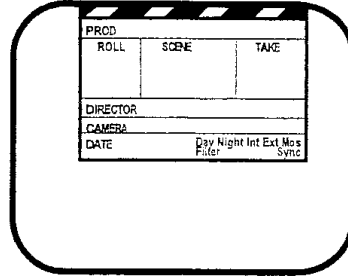 PROD
ROLL SCENE TAKE
DIRECTOR
CAMERA
DATE Day Night Int Ext Mos
Filter Sync